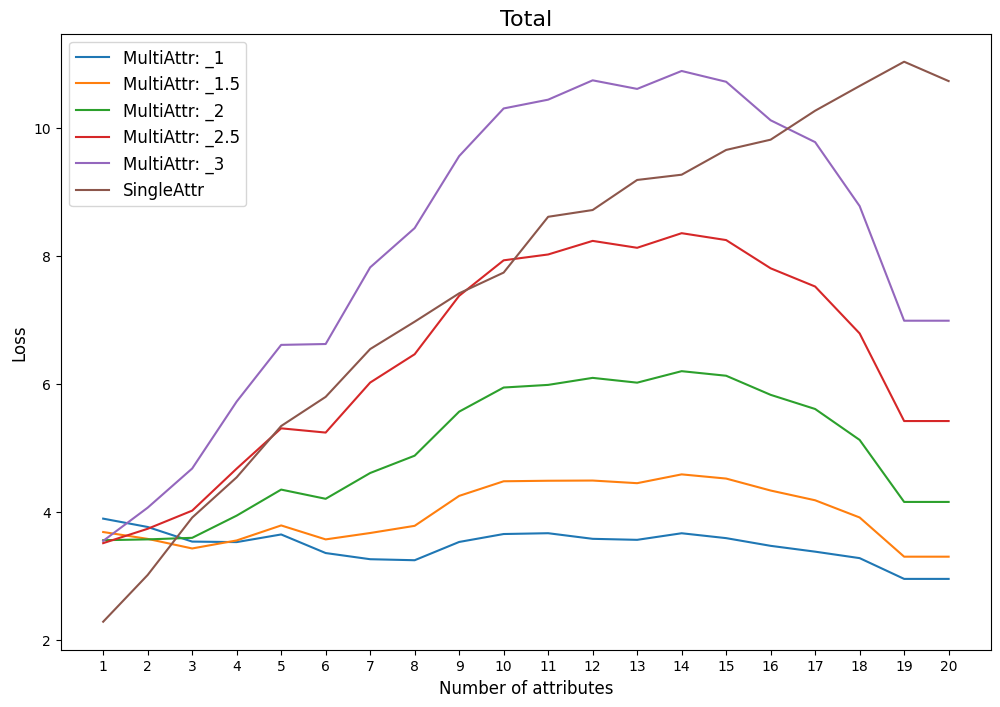 Total
MultiAttr: _1
MultiAttr: _1.5
MultiAttr: _2
MultiAttr: _2.5
MultiAttr: _3
SingleAttr
10
8
6
4
2
Loss
1 2 3 4 5 6 7 8 9 10 11 12 13 14 15 16 17 18 19 20
Number of attributes